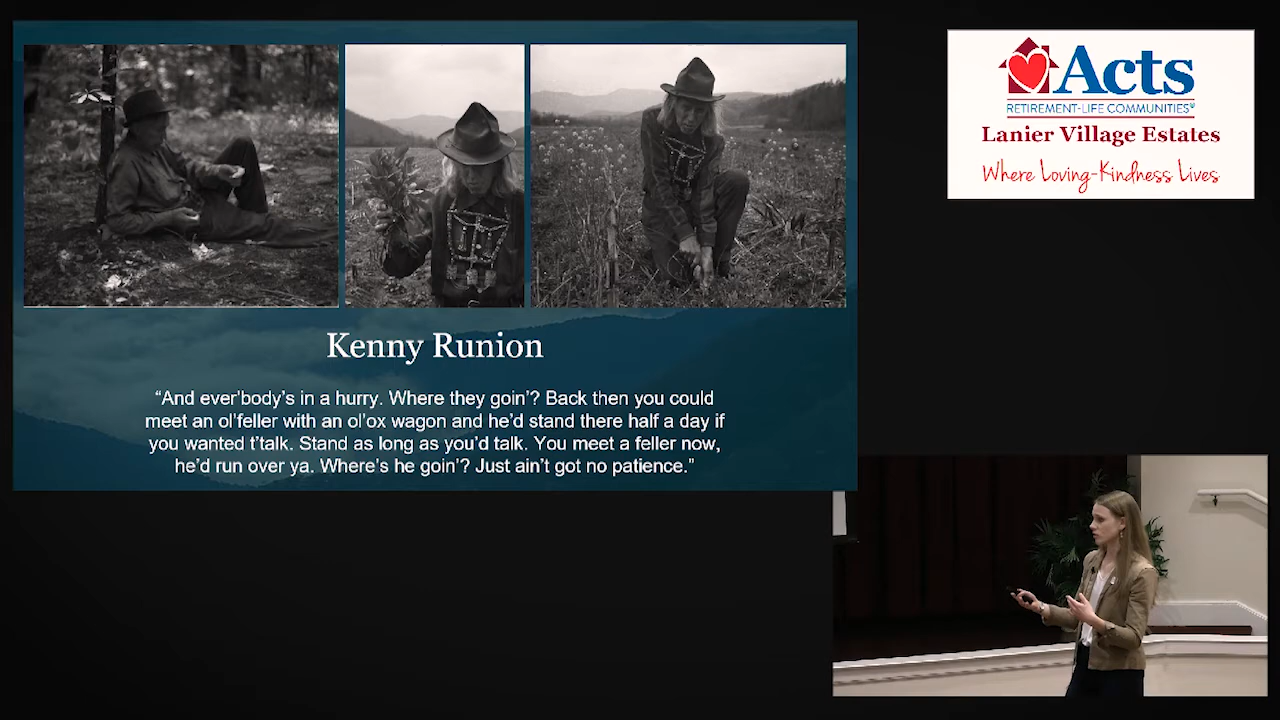 Acts
RETIREMENT-LIFE COMMUNITIES®
Lanier Village Estates
Where Loving-Kindness Lives
Kenny Runion
“And ever’body’s in a hurry. Where they goin’? Back then you could
meet an ol’feller with an ol’ox wagon and he’d stand there half a day if
you wanted t’talk. Stand as long as you’d talk. You meet a feller now,
he’d run over ya. Where’s he goin’? Just ain’t got no patience.”